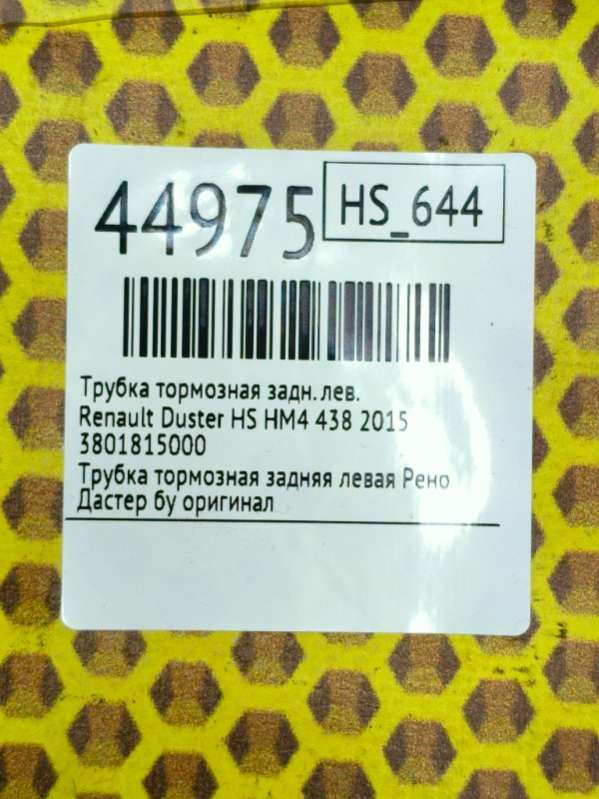 44975
HS_644
Трубка тормозная задн.лев.
Renault Duster HS HM4 438 2015
3801815000
Трубка тормозная задняя левая Рено
Дастер бу оригинал